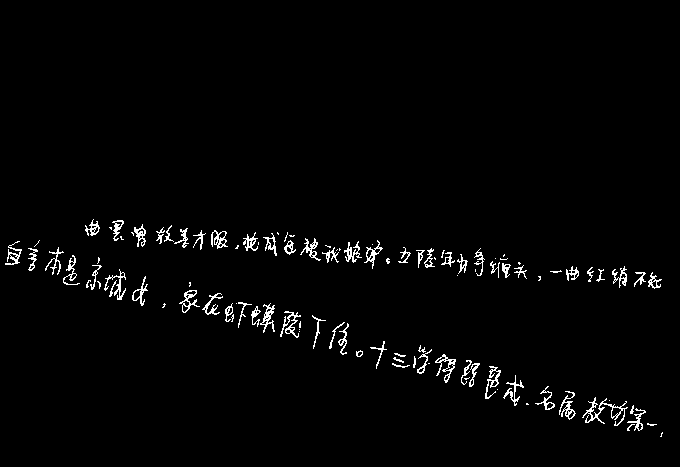 曲罢曾教善才服,妆成每被秋娘妒。五陵年少争缠头,一曲红绡不知
自言本是京城女,家在虾蟆陵下住。十三学得琵琶成,名属教坊第一,